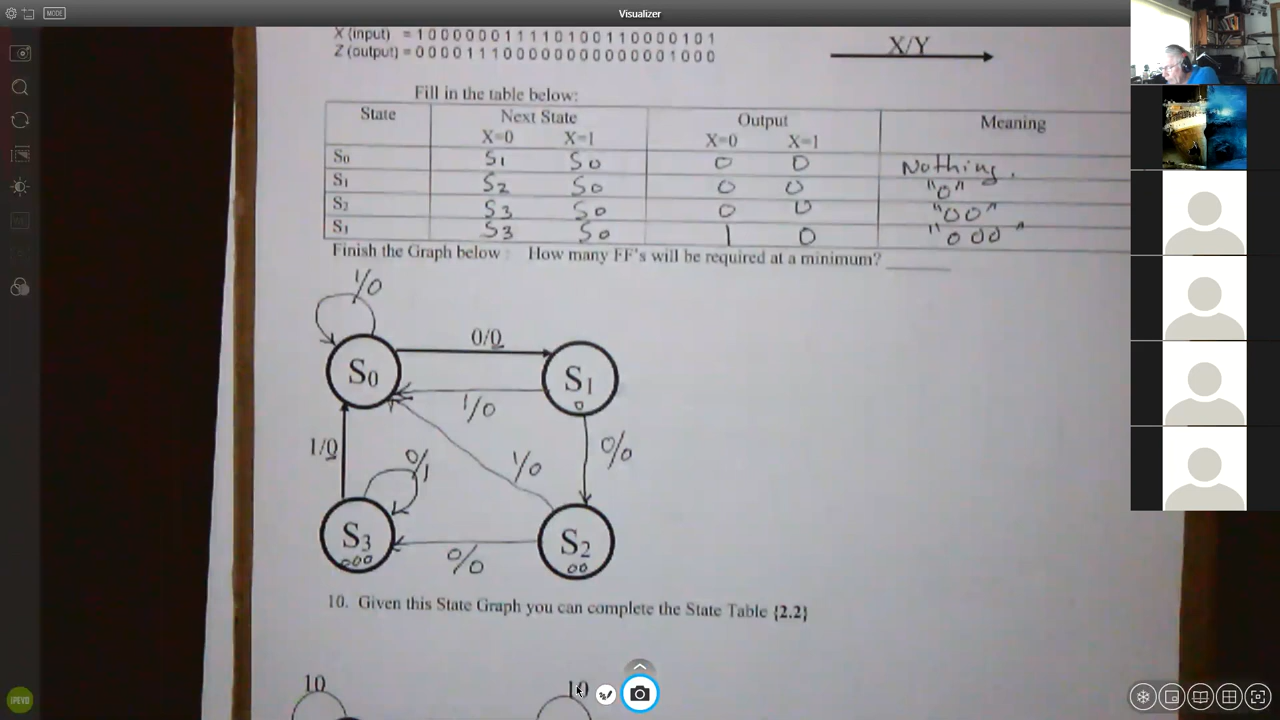 MODE
Visualizer
X (input) = 1 0 0 0 0 0 0 1 1 1 1 0 1 0 0 1 1 0 0 0 0 1 0 1
Z (output) = 0 0 0 0 1 1 1 0 0 0 0 0 0 0 0 0 0 0 0 0 1 0 0 0
X/Y
Fill in the table below:
State Next State Output Meaning
X=0 X=1 X=0 X=1
S0 S1 S0 0 0 Nothing.
S1 S2 S0 0 0 "0"
S2 S3 S0 0 0 "00"
S1 S3 S0 1 0 "000"
Finish the Graph below : How many FF's will be required at a minimum? ______
1/0
0/0
S0 S1
0
1/0
1/0 0/1 1/0 0/0
S3 S2
000 00
0/0
10. Given this State Graph you can complete the State Table {2.2}
10 10
IPEVO